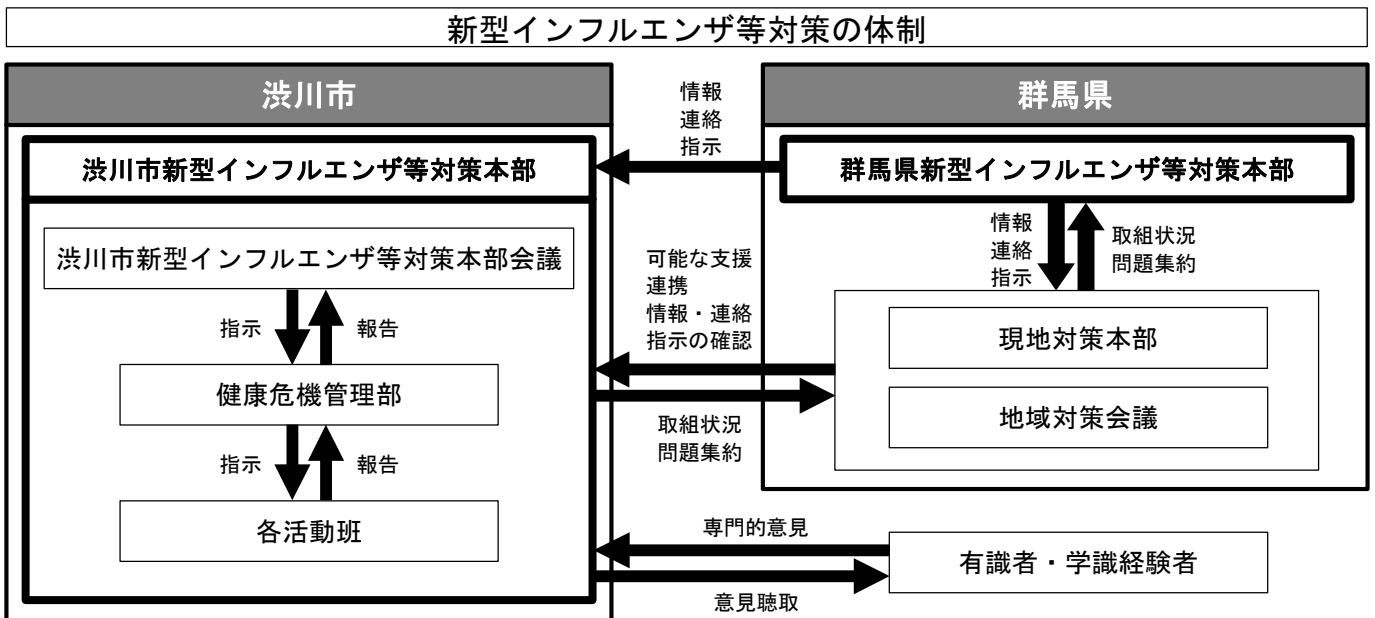 新型インフルエンザ等対策の体制
渋川市
渋川市新型インフルエンザ等対策本部
渋川市新型インフルエンザ等対策本部会議
指示
報告
健康危機管理部
指示
報告
各活動班
情報
連絡
指示
可能な支援
連携
情報・連絡
指示の確認
取組状況
問題集約
専門的意見
意見聴取
群馬県
群馬県新型インフルエンザ等対策本部
情報
連絡
指示
取組状況
問題集約
現地対策本部
地域対策会議
有識者・学識経験者